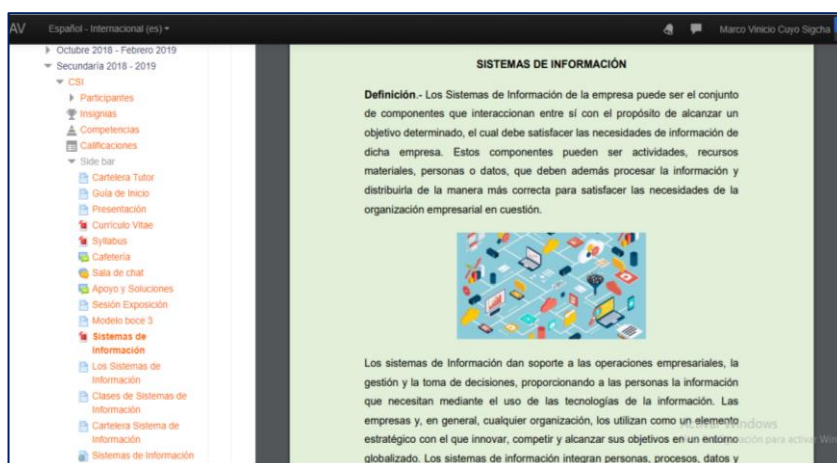 AV
Español - Internacional (es)
Marco Vinicio Cuyo Sigcha
Octubre 2018 - Febrero 2019
Secundaria 2018 - 2019
CSI
Participantes
Insignias
Competencias
Calificaciones
Side bar
Cartelera Tutor
Guía de Inicio
Presentación
Currículo Vitae
Syllabus
Cafetería
Sala de chat
Apoyo y Soluciones
Sesión Exposición
Modelo boce 3
Sistemas de
Información
Los Sistemas de
Información
Clases de Sistemas de
Información
Cartelera Sistema de
Información
Sistemas de Información
SISTEMAS DE INFORMACIÓN
Definición.- Los Sistemas de Información de la empresa puede ser el conjunto
de componentes que interaccionan entre sí con el propósito de alcanzar un
objetivo determinado, el cual debe satisfacer las necesidades de información de
dicha empresa. Estos componentes pueden ser actividades, recursos
materiales, personas o datos, que deben además procesar la información y
distribuirla de la manera más correcta para satisfacer las necesidades de la
organización empresarial en cuestión.
Los sistemas de Información dan soporte a las operaciones empresariales, la
gestión y la toma de decisiones, proporcionando a las personas la información
que necesitan mediante el uso de las tecnologías de la información. Las
empresas y, en general, cualquier organización, los utilizan como un elemento
estratégico con el que innovar, competir y alcanzar sus objetivos en un entorno
globalizado. Los sistemas de información integran personas, procesos, datos y
Activar Windows
para activar Win